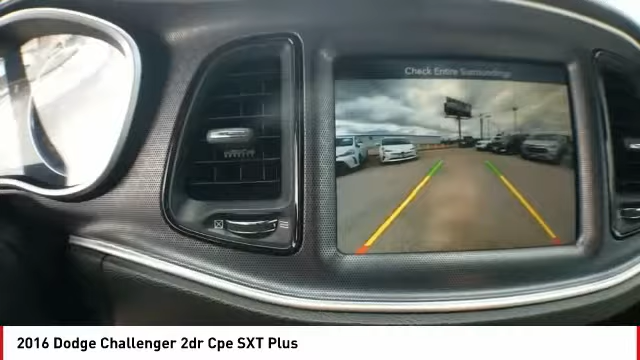 Check Entire Surroundings
2016 Dodge Challenger 2dr Cpe SXT Plus